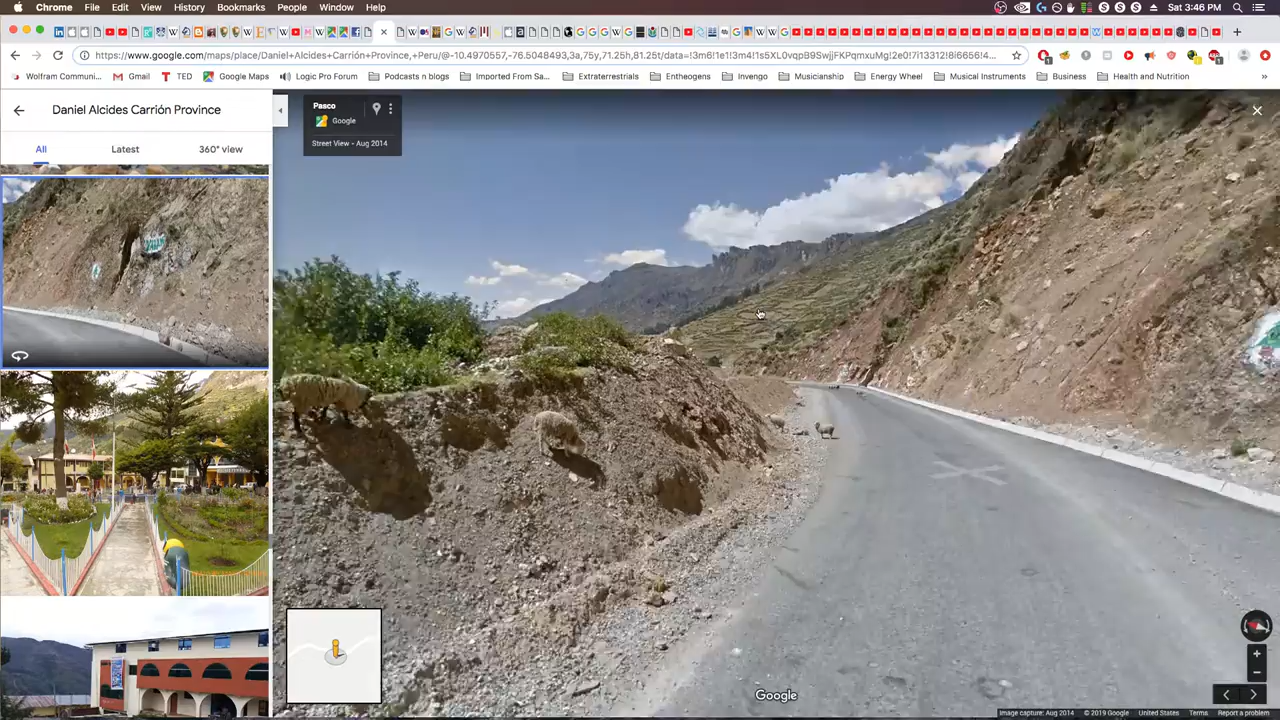 Chrome File Edit View History Bookmarks People Window Help
Sat 3:46 PM
https://www.google.com/maps/place/Daniel+Alcides+Carrión+Province,+Peru/@-10.4970557,-76.5048493,3a,75y,71.25h,81.25t/data=!3m6!1e1!3m4!1s5XL0vqpB9SwjjFKPqmxuMg!2e0!7i13312!8i6656!4...
Wolfram Communi... Gmail TED Google Maps Logic Pro Forum Podcasts n blogs Imported From Sa... Extraterrestrials Entheogens Invengo Musicianship Energy Wheel Musical Instruments Business Health and Nutrition
Daniel Alcides Carrión Province
All Latest 360° view
Pasco
Google
Street View - Aug 2014
Google
Image capture: Aug 2014 © 2019 Google United States Terms Report a problem